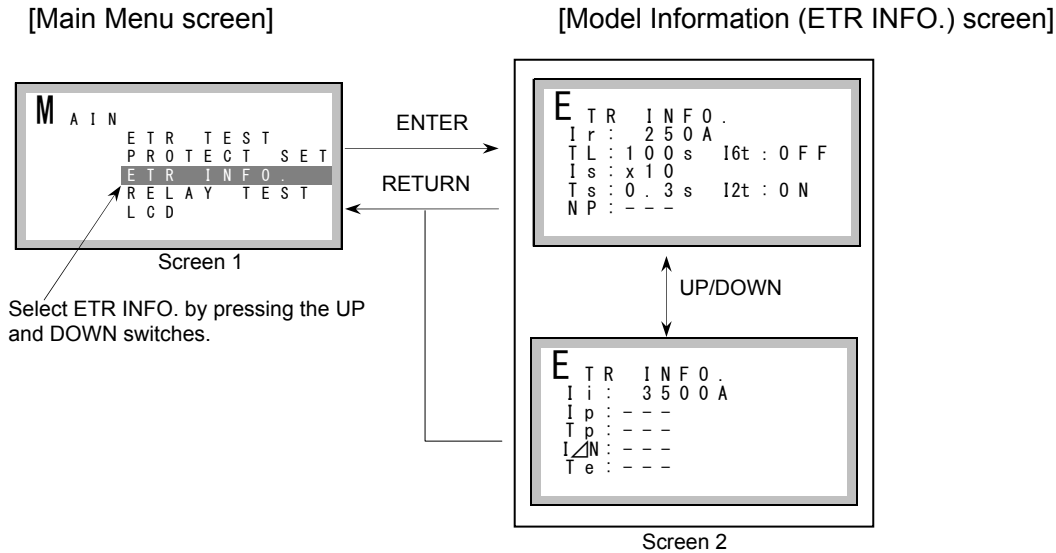 [Main Menu screen]
[Model Information (ETR INFO.) screen]
MAIN
ETR TEST
PROTECT SET
ETR INFO.
RELAY TEST
LCD
Screen 1
Select ETR INFO. by pressing the UP
and DOWN switches.
ENTER
RETURN
ETR INFO.
Ir: 250A
TL:100s I6t:OFF
Is:x10
Ts:0.3s I2t:ON
NP:---
UP/DOWN
ETR INFO.
Ii: 3500A
Ip:---
Tp:---
I⊿N:---
Te:---
Screen 2